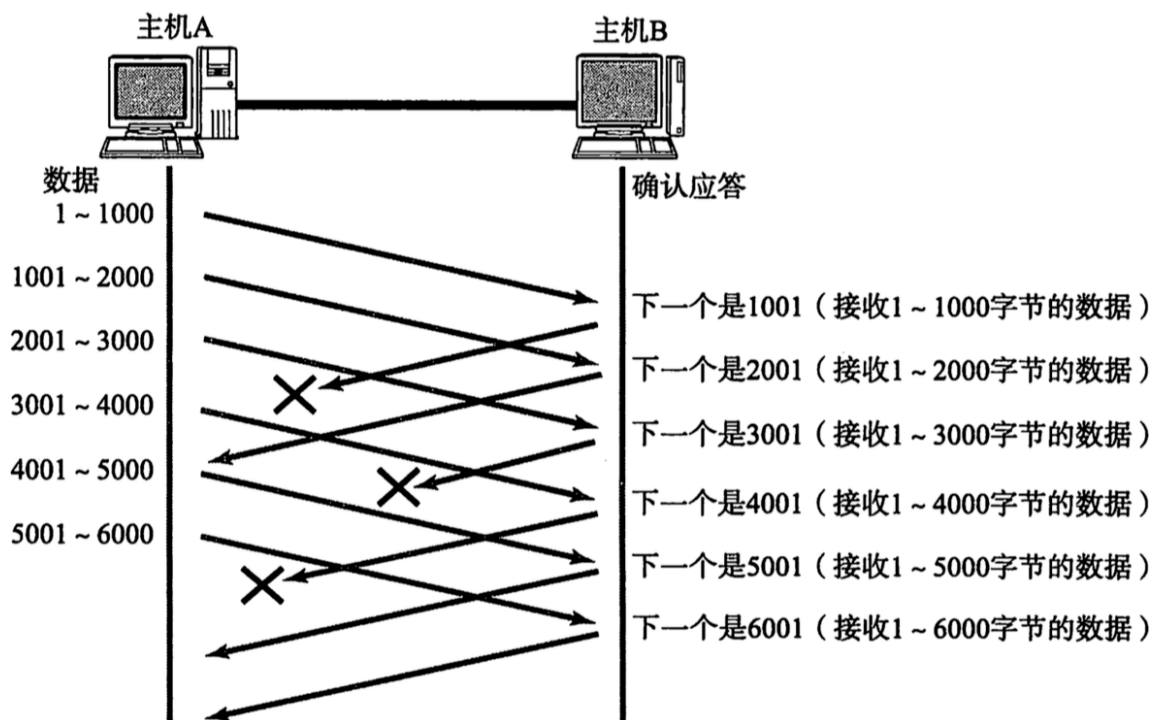 主机A
主机B
数据
确认应答
1~1000
1001~2000
下一个是1001（接收1~1000字节的数据）
2001~3000
下一个是2001（接收1~2000字节的数据）
3001~4000
下一个是3001（接收1~3000字节的数据）
4001~5000
下一个是4001（接收1~4000字节的数据）
5001~6000
下一个是5001（接收1~5000字节的数据）
下一个是6001（接收1~6000字节的数据）